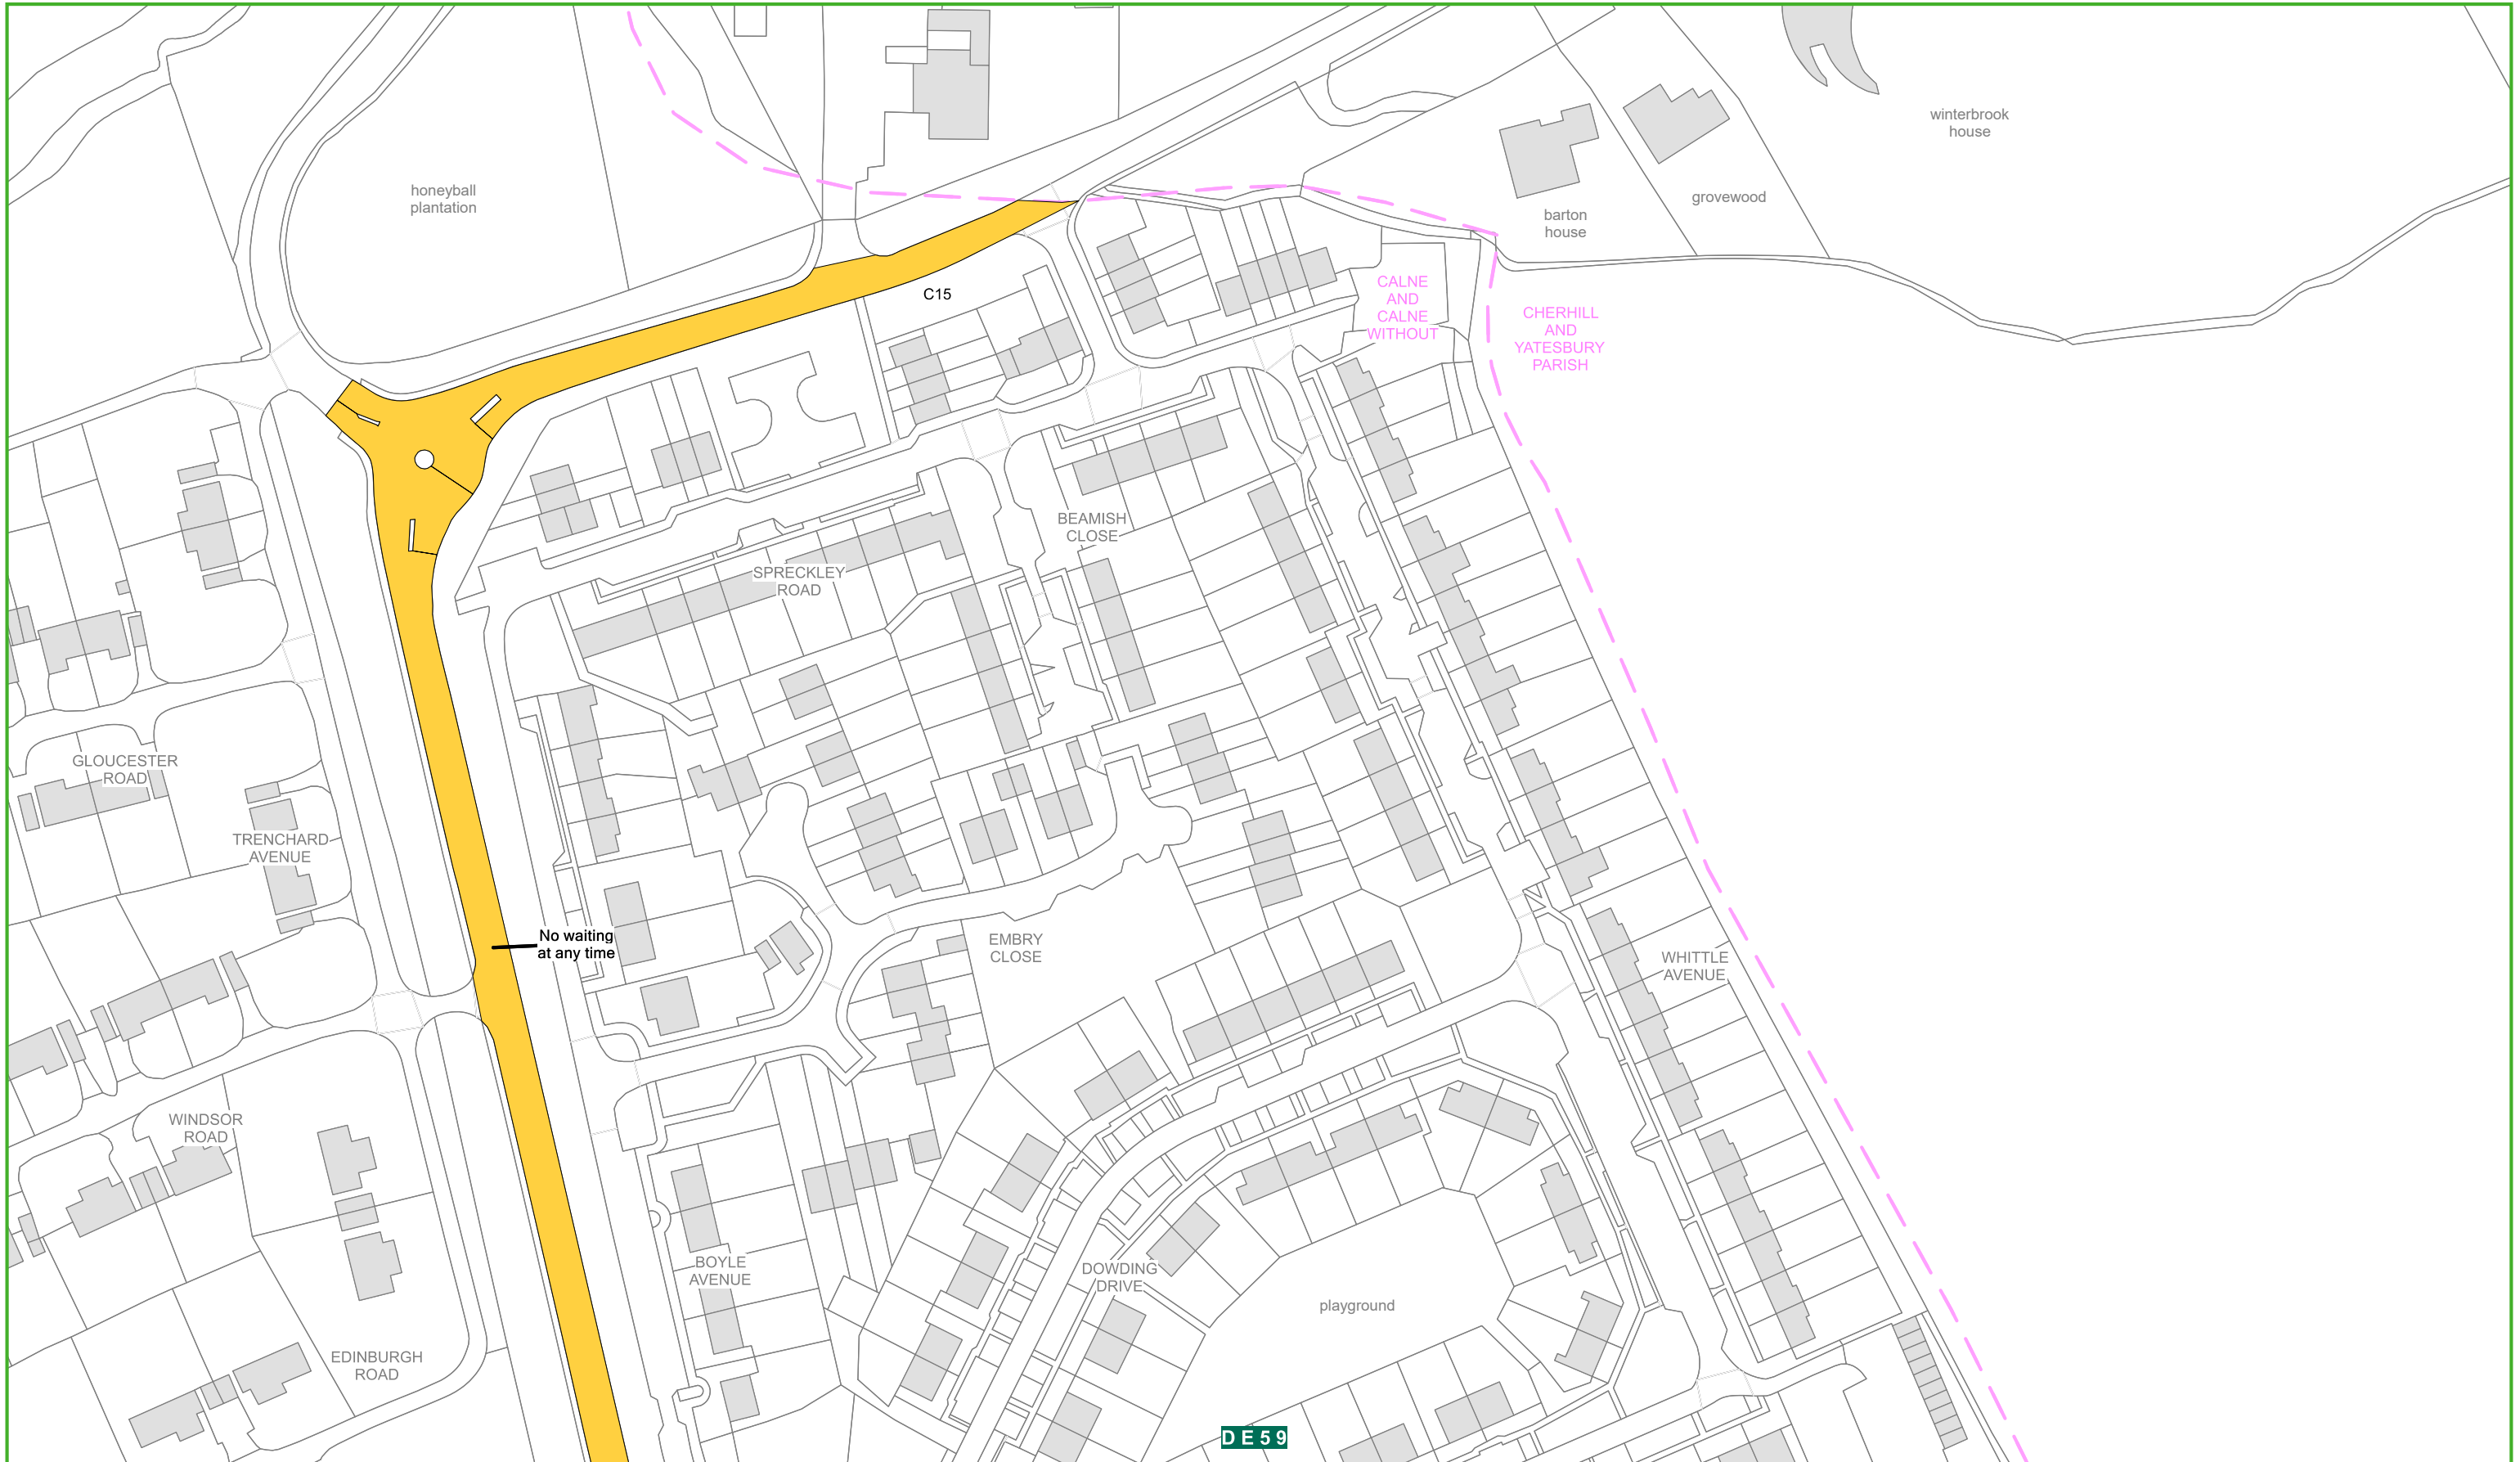 winterbrook
house
honeyball
plantation
grovewood
barton
house
C15
CALNE
AND
CALNE
WITHOUT
CHERHILL
AND
YATESBURY
PARISH
BEAMISH
CLOSE
SPRECKLEY
ROAD
GLOUCESTER
ROAD
TRENCHARD
AVENUE
No waiting
at any time
EMBRY
CLOSE
WHITTLE
AVENUE
WINDSOR
ROAD
BOYLE
AVENUE
DOWDING
DRIVE
playground
EDINBURGH
ROAD
D E 5 9